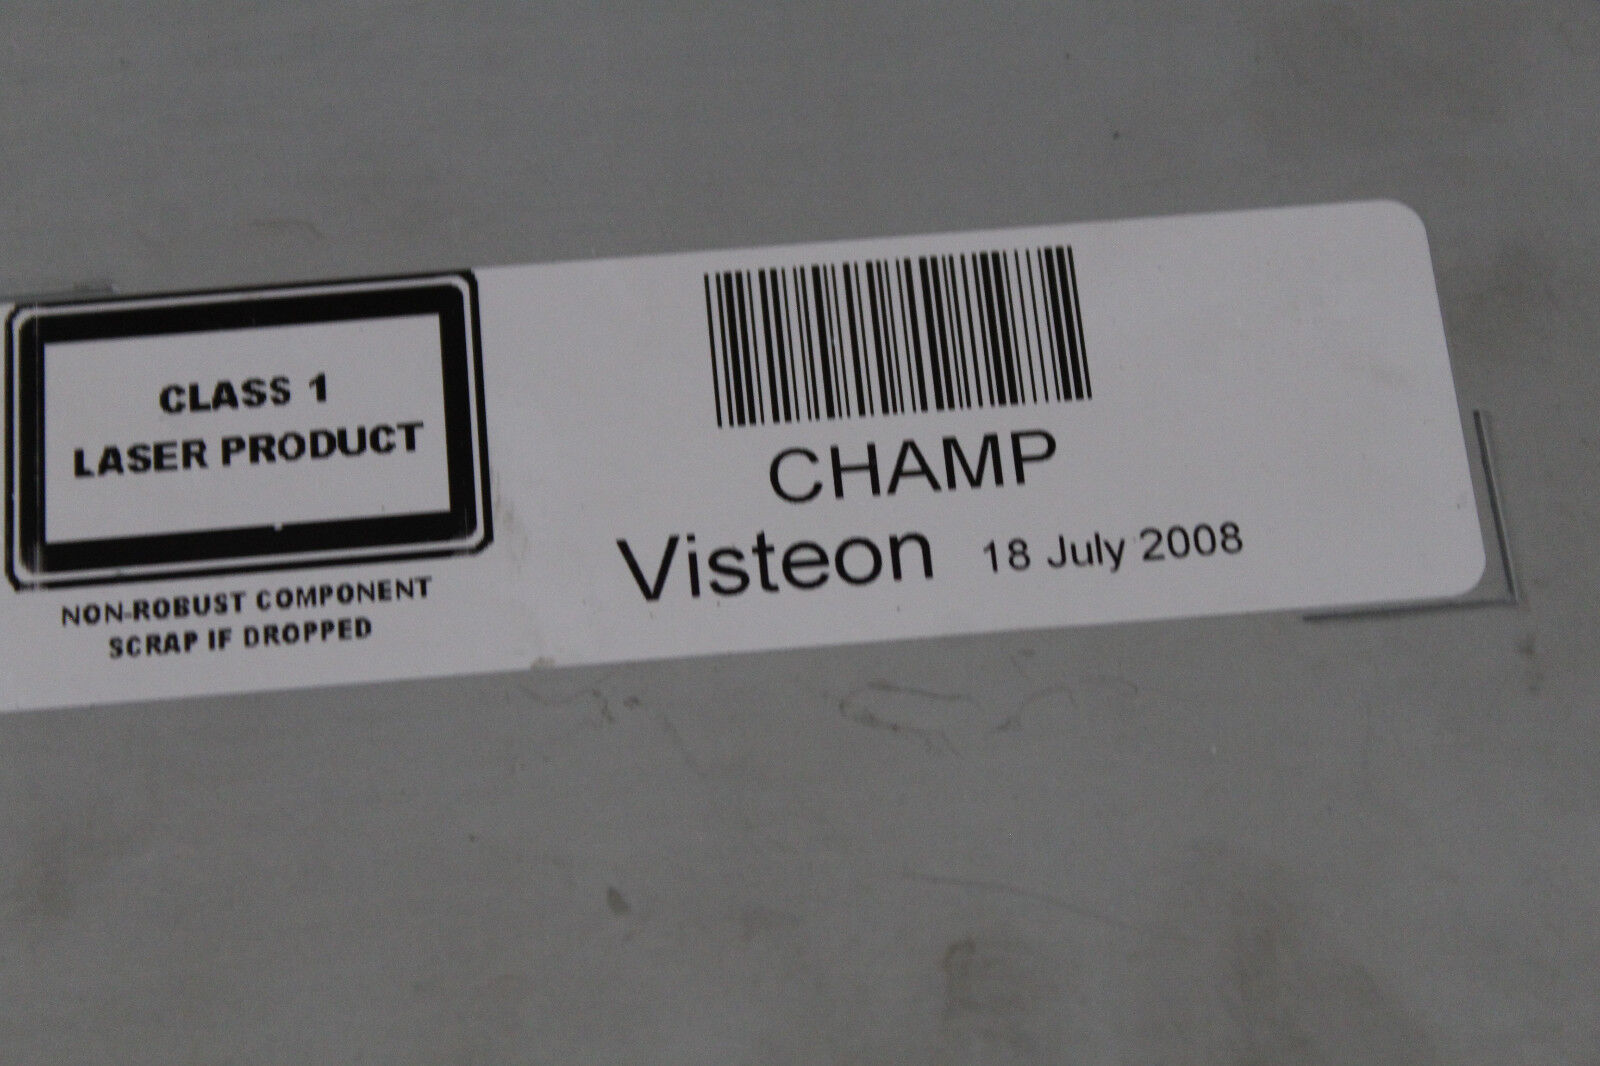 CLASS 1
LASER PRODUCT
NON-ROBUST COMPONENT
SCRAP IF DROPPED
CHAMP
Visteon 18 July 2008